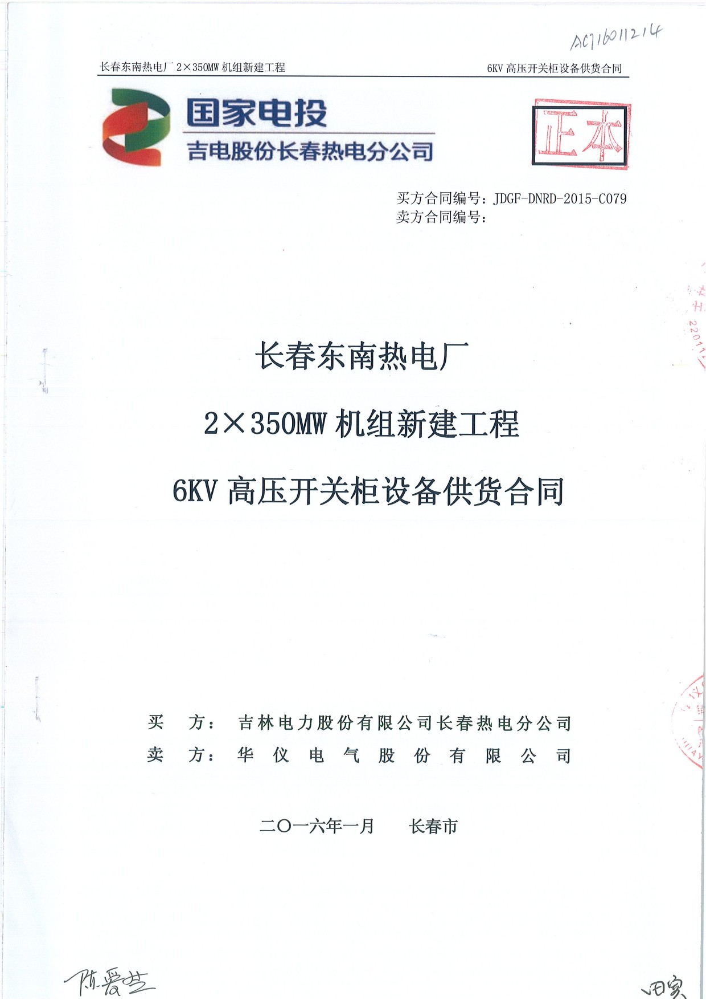 AC716011214
长春东南热电厂 2×350MW 机组新建工程 6KV 高压开关柜设备供货合同
国家电投
吉电股份长春热电分公司
正本
买方合同编号：JDGF-DNRD-2015-C079
卖方合同编号：
长春东南热电厂
2×350MW 机组新建工程
6KV 高压开关柜设备供货合同
买 方： 吉林电力股份有限公司长春热电分公司
卖 方： 华仪电气股份有限公司
二〇一六年一月 长春市
22011
HUAY
陈爱
田实